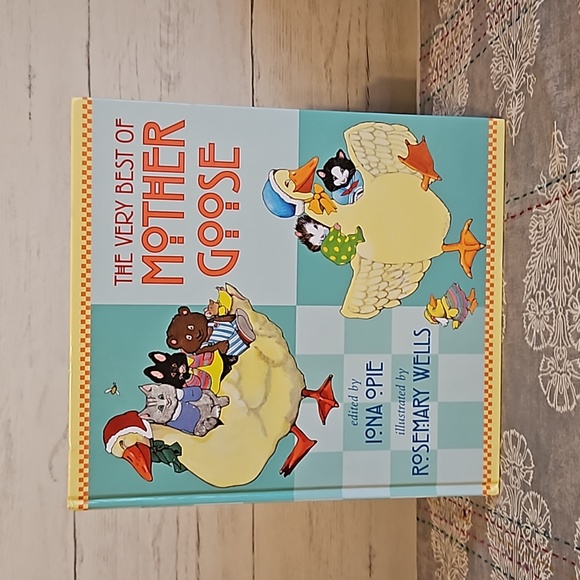 THE VERY BEST OF
MOTHER
GOOSE
edited by
IONA OPIE
illustrated by
ROSEMARY WELLS